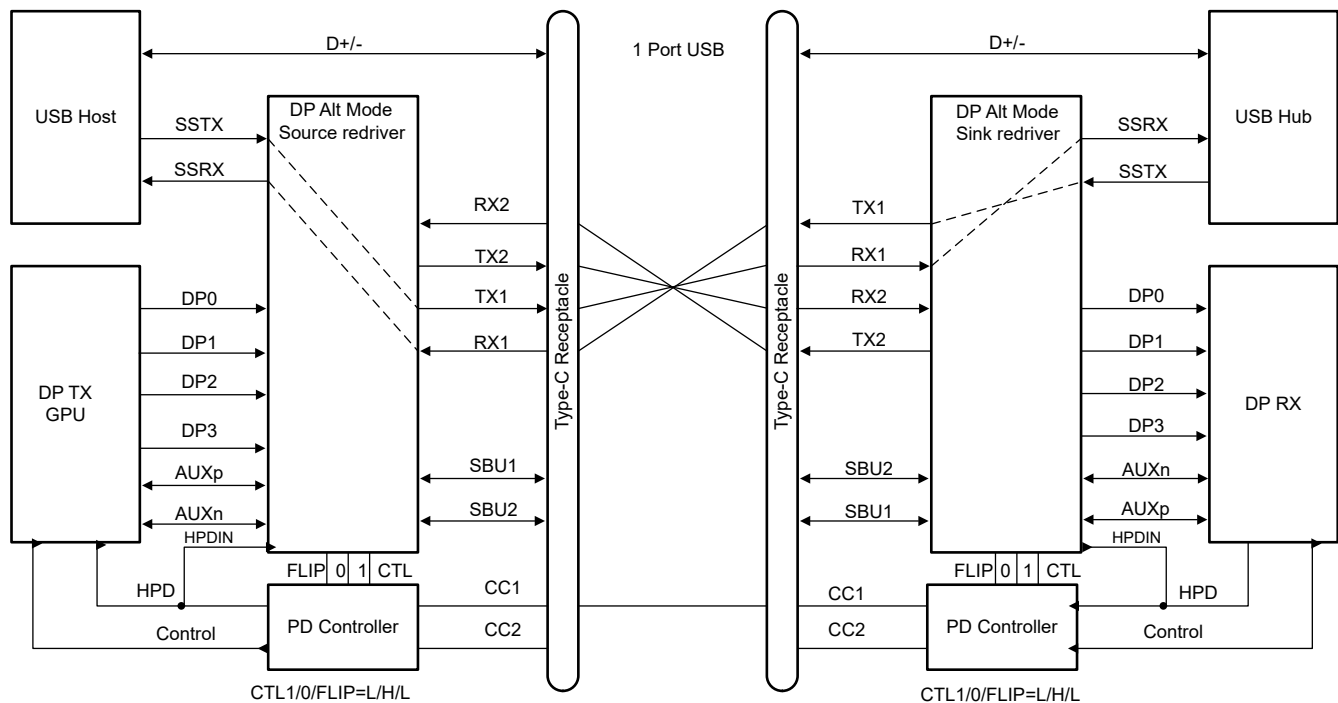 D+/-
1 Port USB
D+/-
USB Host
DP Alt Mode
Source redriver
DP Alt Mode
Sink redriver
USB Hub
SSTX
SSRX
SSRX
SSTX
RX2
TX2
TX1
RX1
TX1
RX1
RX2
TX2
Type-C Receptacle
Type-C Receptacle
DP TX
GPU
DP0
DP1
DP2
DP3
AUXp
AUXn
HPDIN
SBU1
SBU2
SBU2
SBU1
DP0
DP1
DP2
DP3
AUXn
AUXp
HPDIN
DP RX
FLIP 0 1 CTL
FLIP 0 1 CTL
HPD
Control
PD Controller
CC1
CC2
CC1
CC2
PD Controller
HPD
Control
CTL1/0/FLIP=L/H/L
CTL1/0/FLIP=L/H/L